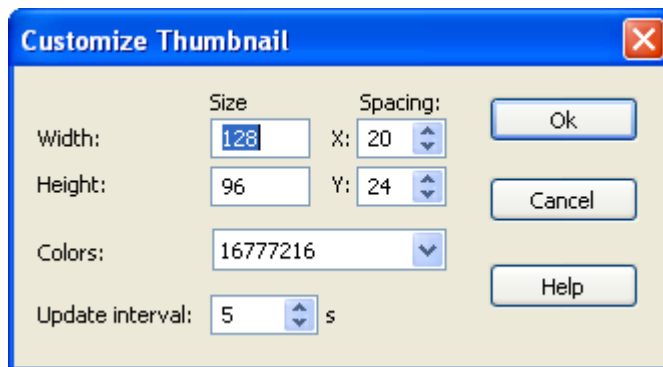 Customize Thumbnail
Size Spacing:
Width: 128 X: 20
Height: 96 Y: 24
Colors: 16777216
Update interval: 5 s
Ok
Cancel
Help